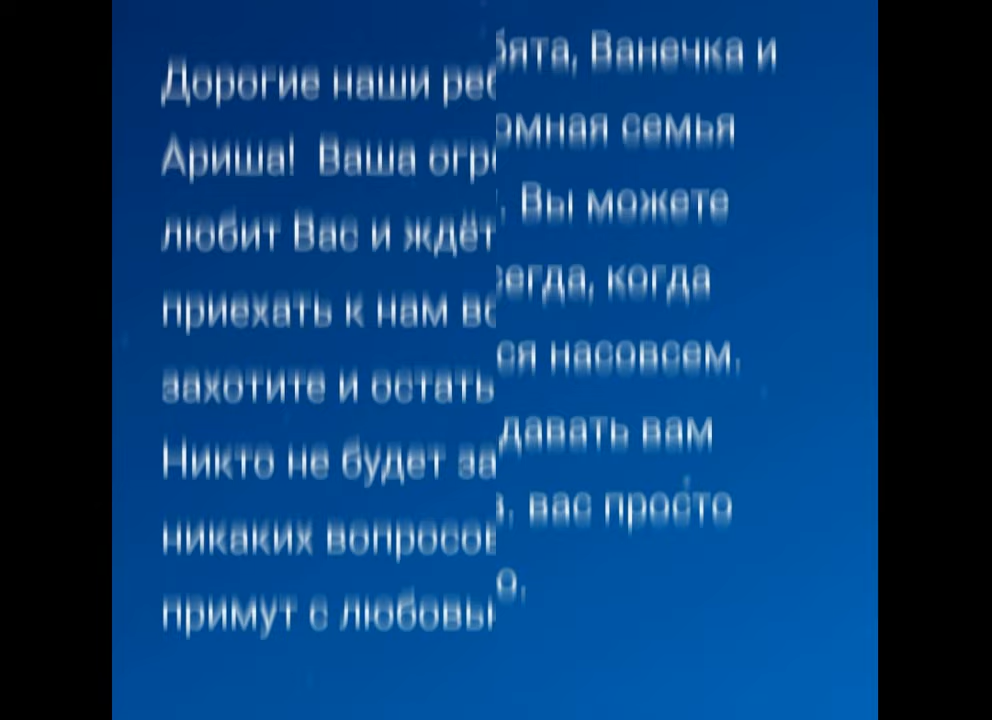 Дорогие наши ребята, Ванечка и
Ариша! Ваша огромная семья
любит Вас и ждёт. Вы можете
приехать к нам всегда, когда
захотите и остаться насовсем.
Никто не будет задавать вам
никаких вопросов, вас просто
примут с любовью.